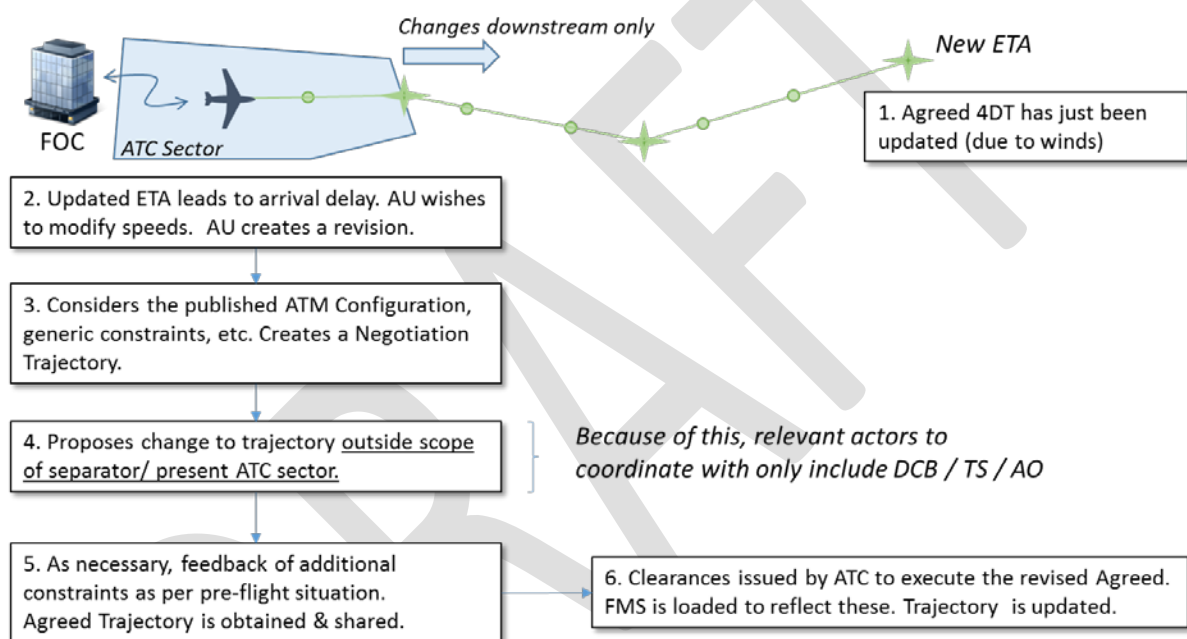 Changes downstream only
New ETA
FOC
ATC Sector
1. Agreed 4DT has just been
updated (due to winds)
2. Updated ETA leads to arrival delay. AU wishes
to modify speeds.  AU creates a revision.
3. Considers the published ATM Configuration,
generic constraints, etc. Creates a Negotiation
Trajectory.
4. Proposes change to trajectory outside scope
of separator/ present ATC sector.
Because of this, relevant actors to
coordinate with only include DCB / TS / AO
5. As necessary, feedback of additional
constraints as per pre-flight situation.
Agreed Trajectory is obtained & shared.
6. Clearances issued by ATC to execute the revised Agreed.
FMS is loaded to reflect these. Trajectory  is updated.
DRAFT